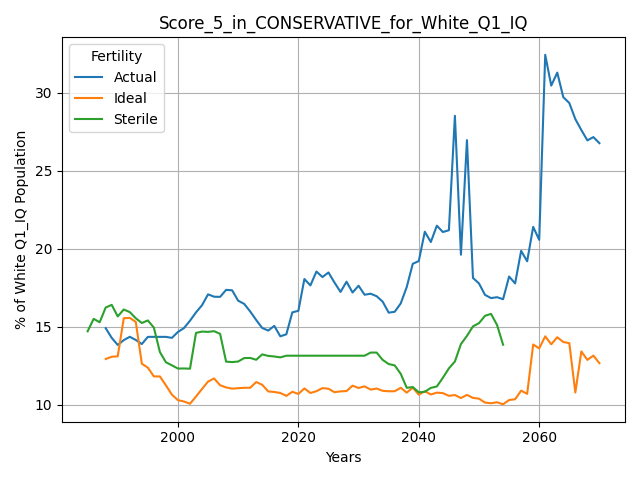 Score_5_in_CONSERVATIVE_for_White_Q1_IQ
Fertility
Actual
Ideal
Sterile
% of White Q1_IQ Population
30
25
20
15
10
2000
2020
2040
2060
Years